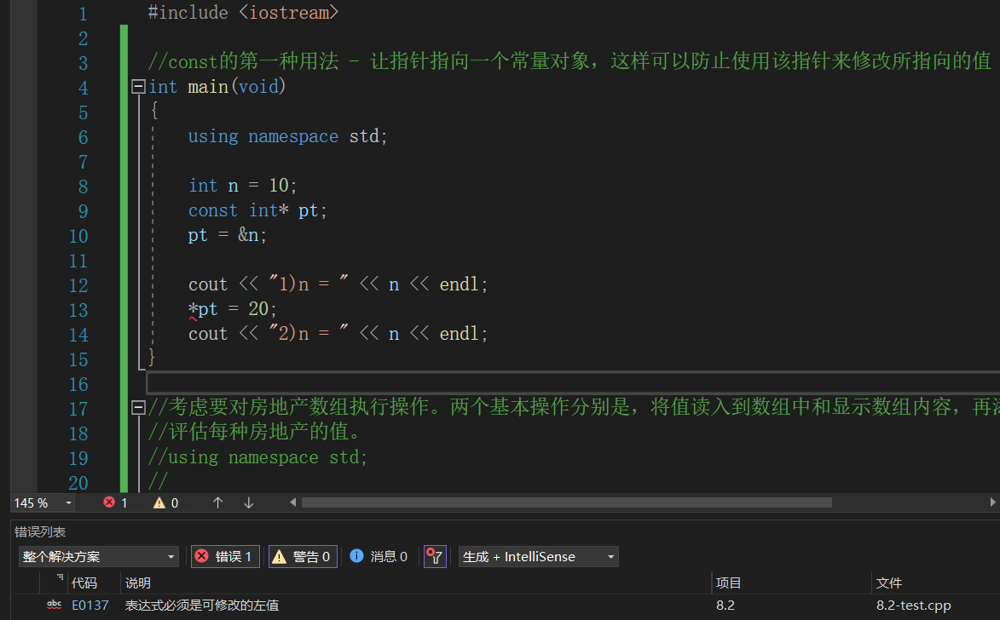 1 #include <iostream>
2
3 //const的第一种用法 - 让指针指向一个常量对象，这样可以防止使用该指针来修改所指向的值
4 int main(void)
5 {
6 using namespace std;
7
8 int n = 10;
9 const int* pt;
10 pt = &n;
11
12 cout << "1)n = " << n << endl;
13 *pt = 20;
14 cout << "2)n = " << n << endl;
15 }
16
17 //考虑要对房地产数组执行操作。两个基本操作分别是，将值读入到数组中和显示数组内容，再
18 //评估每种房地产的值。
19 //using namespace std;
20 //
145 % 1 0
错误列表
整个解决方案 错误 1 警告 0 消息 0 生成 + IntelliSense
代码 说明 项目 文件
abc E0137 表达式必须是可修改的左值 8.2 8.2-test.cpp